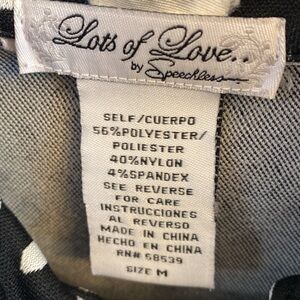 Lots of Love..
by Speechless
SELF/CUERPO
56%POLYESTER/
POLIESTER
40%NYLON
4%SPANDEX
SEE REVERSE
FOR CARE
INSTRUCCIONES
AL REVERSO
MADE IN CHINA
HECHO EN CHINA
RN# 58539
SIZE M